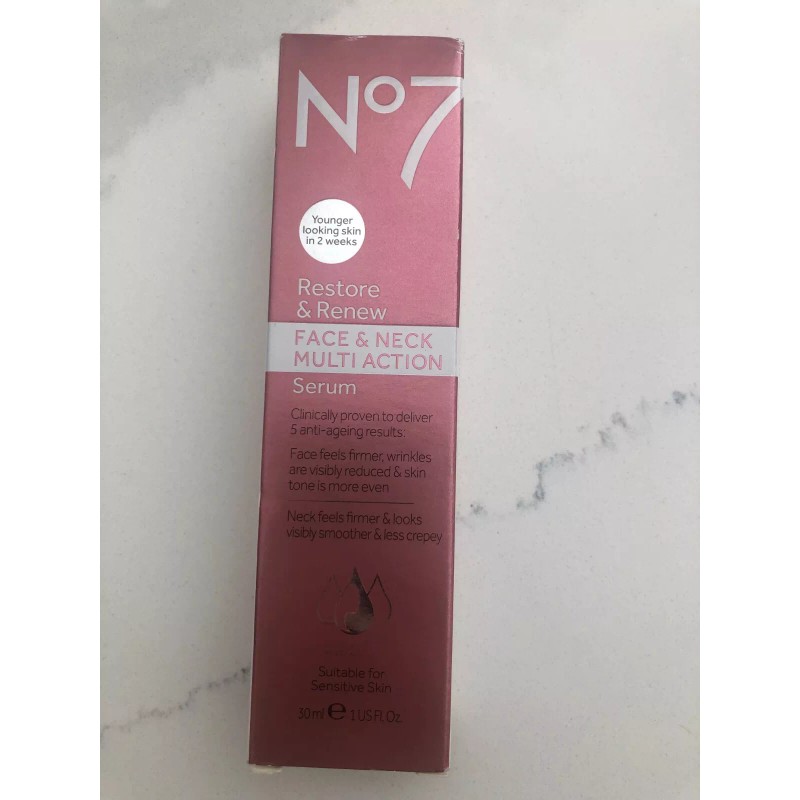 No7
Younger
looking skin
in 2 weeks
Restore
& Renew
FACE & NECK
MULTI ACTION
Serum
Clinically proven to deliver
5 anti-ageing results:
Face feels firmer, wrinkles
are visibly reduced & skin
tone is more even
Neck feels firmer & looks
visibly smoother & less crepey
Suitable for
Sensitive Skin
30ml e 1 US Fl. Oz.